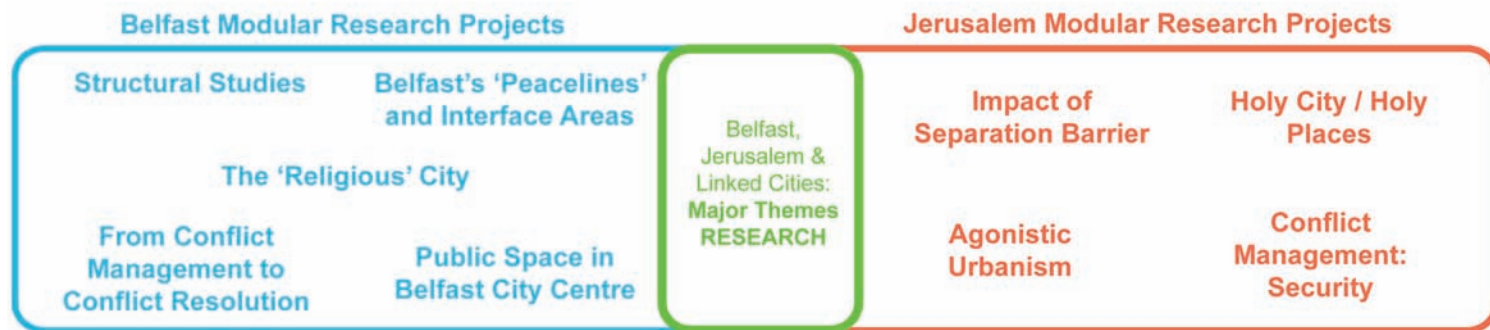 Belfast Modular Research Projects
Structural Studies
Belfast's 'Peacelines'
and Interface Areas
The 'Religious' City
From Conflict
Management to
Conflict Resolution
Public Space in
Belfast City Centre
Belfast,
Jerusalem &
Linked Cities:
Major Themes
RESEARCH
Jerusalem Modular Research Projects
Impact of
Separation Barrier
Holy City / Holy
Places
Agonistic
Urbanism
Conflict
Management:
Security